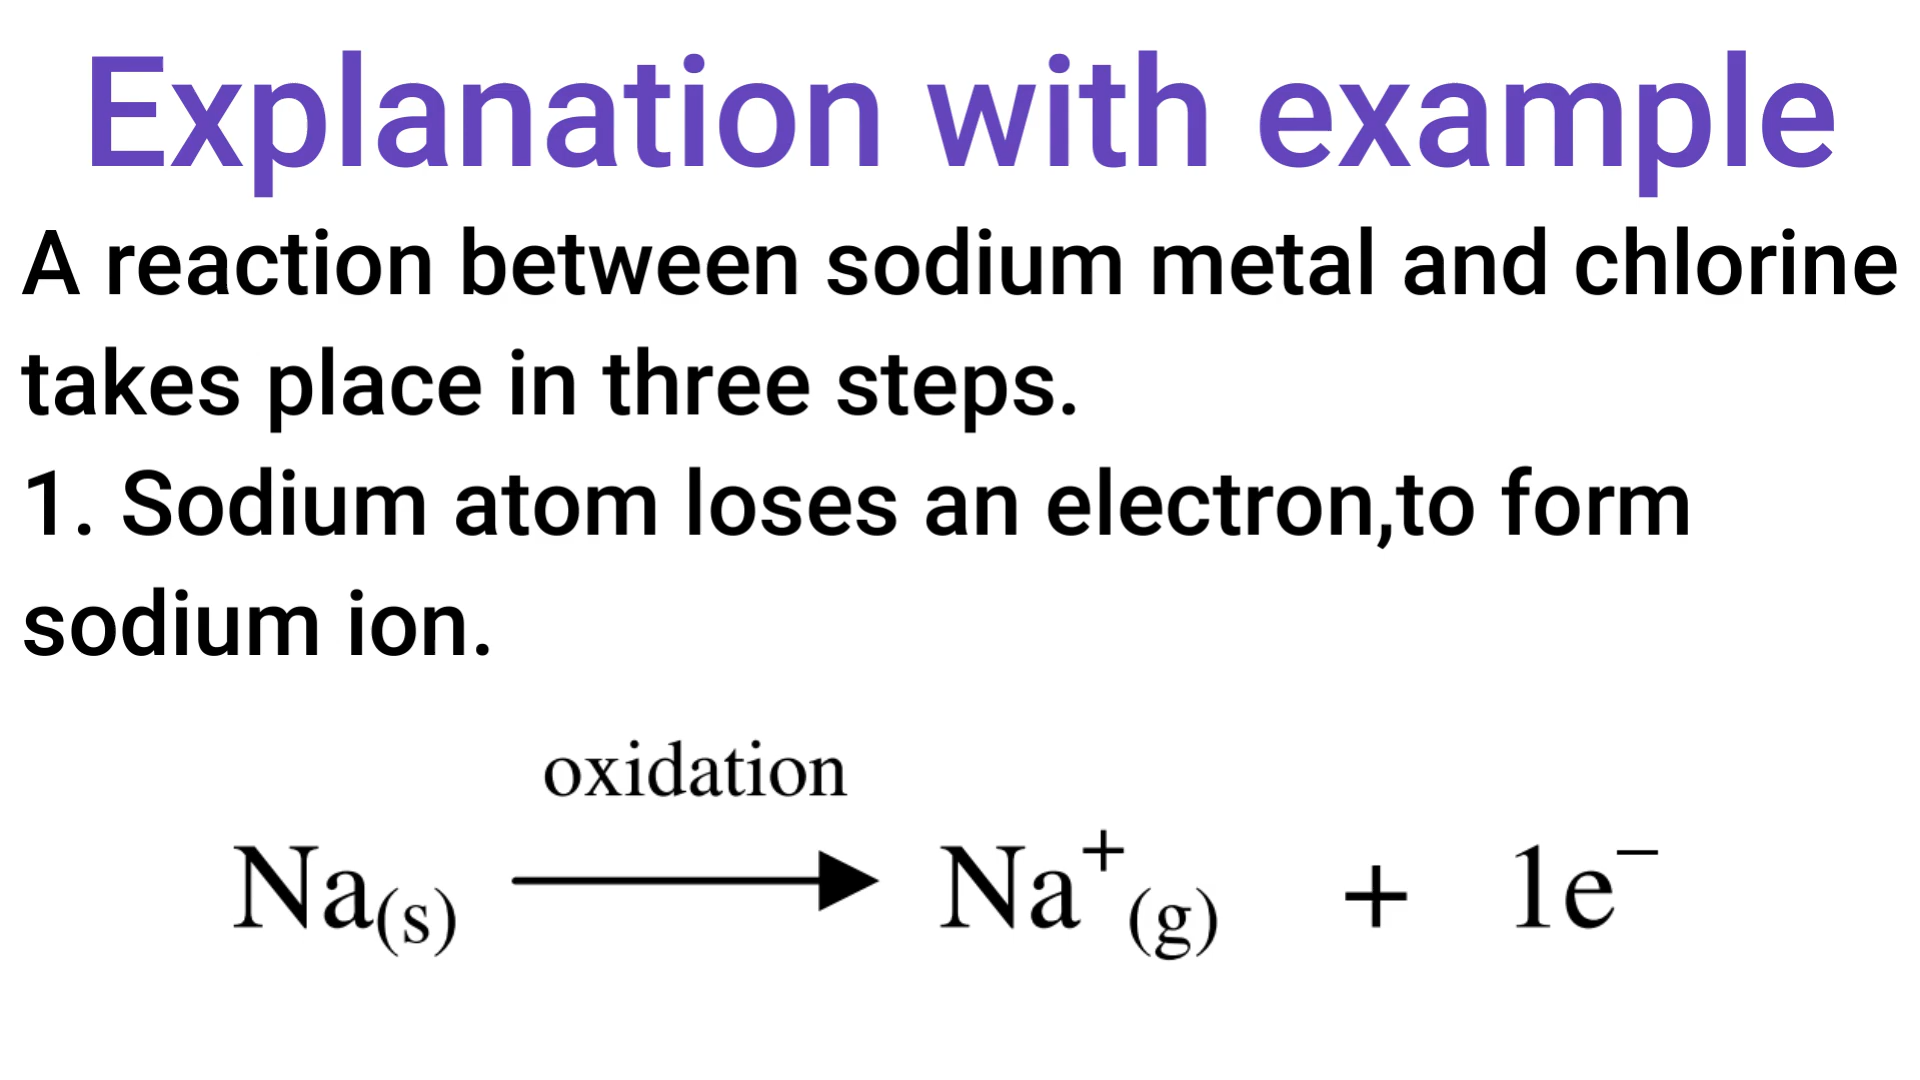 Explanation with example
A reaction between sodium metal and chlorine
takes place in three steps.
1. Sodium atom loses an electron,to form
sodium ion.
oxidation
Na(s) ⟶ Na⁺(g) + 1e⁻